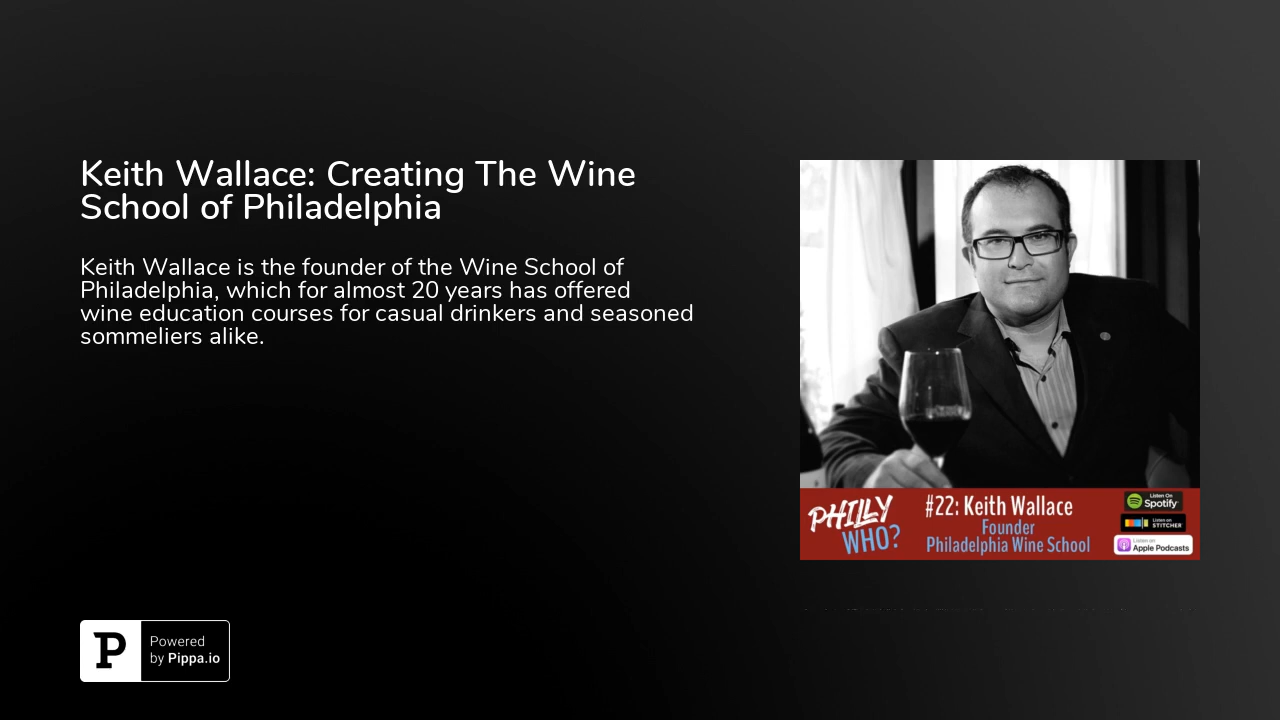 Keith Wallace: Creating The Wine
School of Philadelphia
Keith Wallace is the founder of the Wine School of
Philadelphia, which for almost 20 years has offered
wine education courses for casual drinkers and seasoned
sommeliers alike.
PHILLY
WHO?
#22: Keith Wallace
Founder
Philadelphia Wine School
Listen On
Spotify
Listen on
STITCHER
Listen on
Apple Podcasts
P
Powered
by Pippa.io